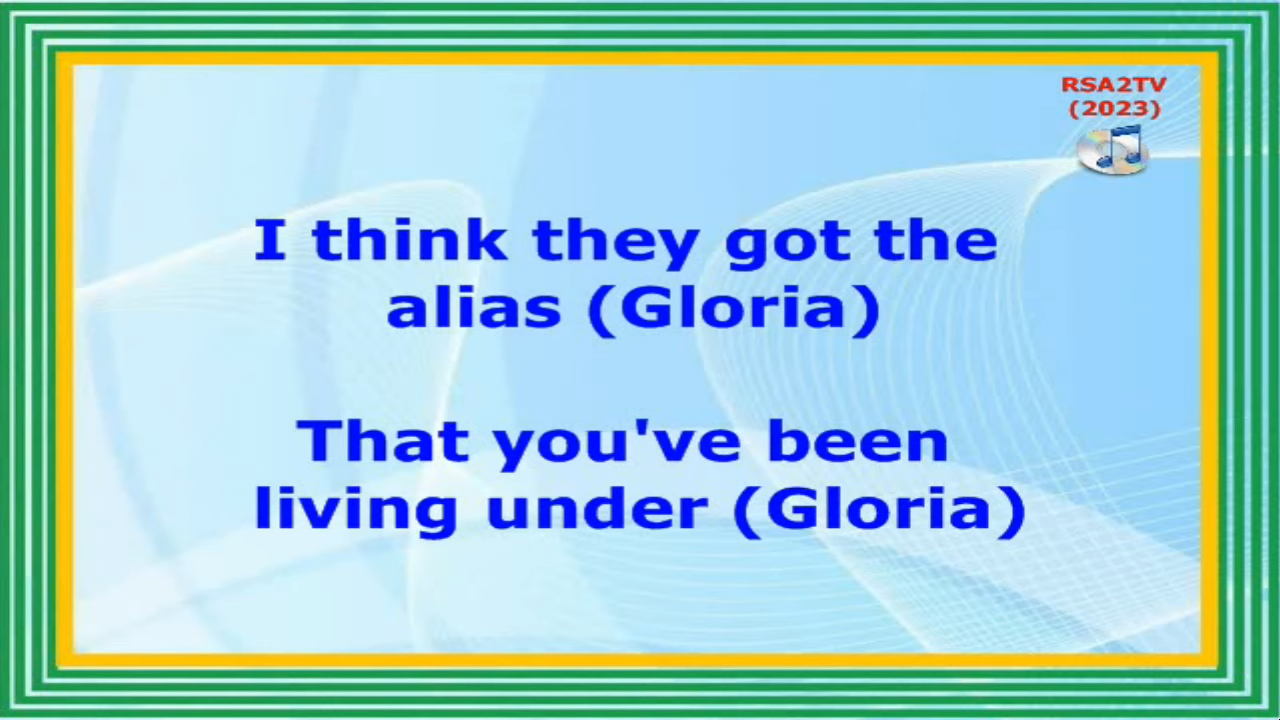 RSA2TV
(2023)
I think they got the
alias (Gloria)
That you've been
living under (Gloria)